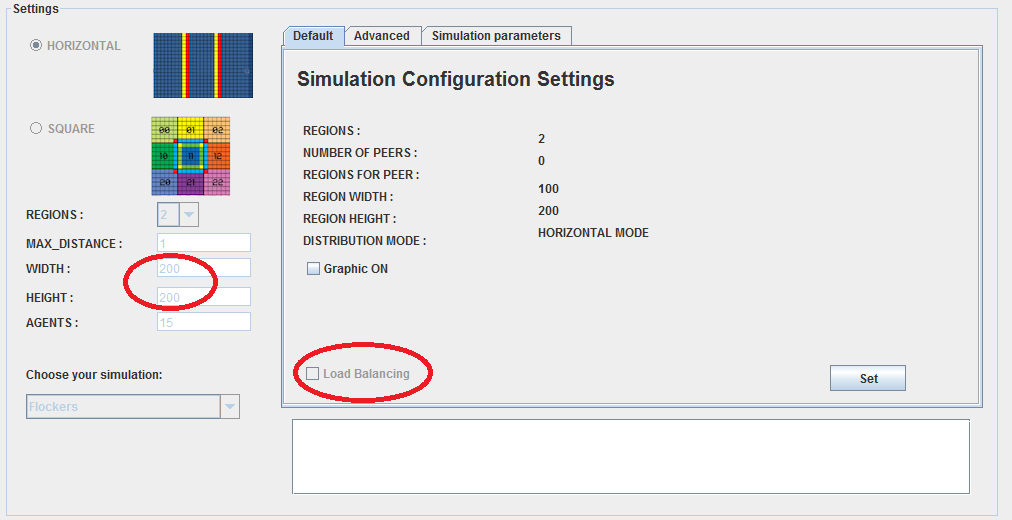 Settings
HORIZONTAL
00 01 02
10 11 12
20 21 22
SQUARE
REGIONS : 2
MAX_DISTANCE : 1
WIDTH : 200
HEIGHT : 200
AGENTS : 15
Choose your simulation:
Flockers
Default Advanced Simulation parameters
Simulation Configuration Settings
REGIONS :
2
NUMBER OF PEERS :
0
REGIONS FOR PEER :
100
REGION WIDTH :
200
REGION HEIGHT :
HORIZONTAL MODE
DISTRIBUTION MODE :
Graphic ON
Load Balancing
Set